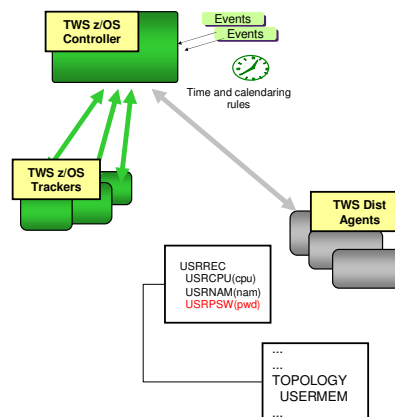 TWS z/OS
Controller
Events
Events
Time and calendaring
rules
TWS z/OS
Trackers
TWS Dist
Agents
USRREC
USRCPU(cpu)
USRNAM(nam)
USRPSW(pwd)
...
...
TOPOLOGY
USERMEM
...